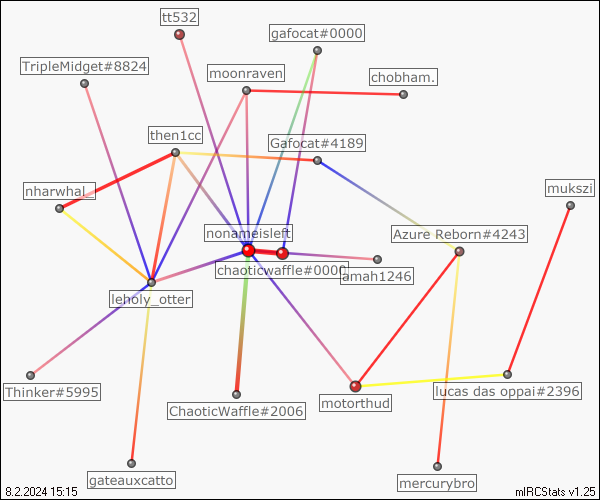 tt532
gafocat#0000
TripleMidget#8824
moonraven
chobham.
then1cc
Gafocat#4189
nharwhal_
mukszi
nonameisleft
Azure Reborn#4243
chaoticwaffle#0000
amah1246
leholy_otter
Thinker#5995
lucas das oppai#2396
motorthud
ChaoticWaffle#2006
gateauxcatto
mercurybro
8.2.2024 15:15
mIRCStats v1.25